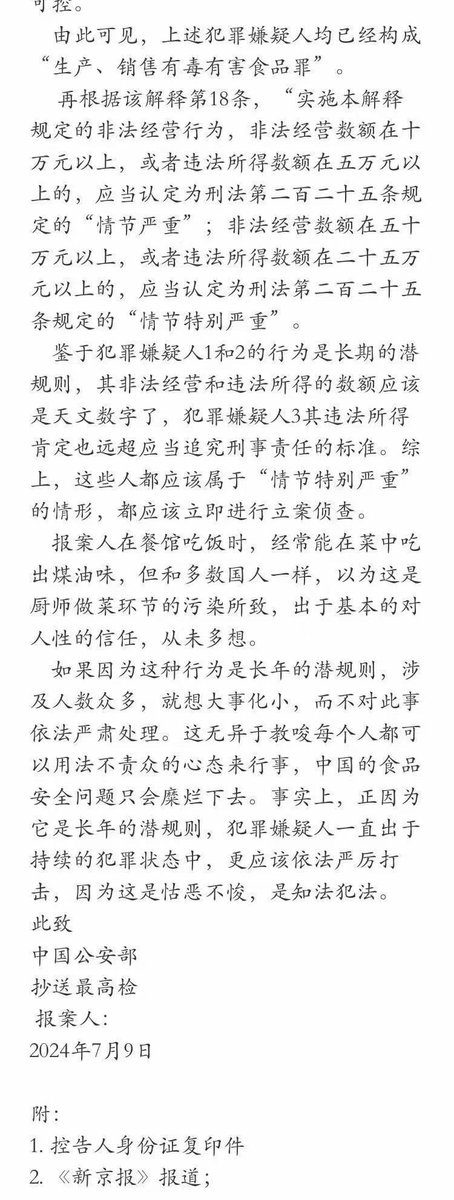 可控。
由此可见，上述犯罪嫌疑人均已经构成
“生产、销售有毒有害食品罪”。
再根据该解释第18条，“实施本解释
规定的非法经营行为，非法经营数额在十
万元以上，或者违法所得数额在五万元以
上的，应当认定为刑法第二百二十五条规
定的“情节严重”；非法经营数额在五十
万元以上，或者违法所得数额在二十五万
元以上的，应当认定为刑法第二百二十五
条规定的“情节特别严重”。
鉴于犯罪嫌疑人1和2的行为是长期的潜
规则，其非法经营和违法所得的数额应该
是天文数字了，犯罪嫌疑人3其违法所得
肯定也远超应当追究刑事责任的标准。综
上，这些人都应该属于“情节特别严重”
的情形，都应该立即进行立案侦查。
报案人在餐馆吃饭时，经常能在菜中吃
出煤油味，但和多数国人一样，以为这是
厨师做菜环节的污染所致，出于基本的对
人性的信任，从未多想。
如果因为这种行为是长年的潜规则，涉
及人数众多，就想大事化小，而不对此事
依法严肃处理。这无异于教唆每个人都可
以用法不责众的心态来行事，中国的食品
安全问题只会糜烂下去。事实上，正因为
它是长年的潜规则，犯罪嫌疑人一直出于
持续的犯罪状态中，更应该依法严厉打
击，因为这是怙恶不悛，是知法犯法。
此致
中国公安部
抄送最高检
报案人：
2024年7月9日
附：
1. 控告人身份证复印件
2. 《新京报》报道；